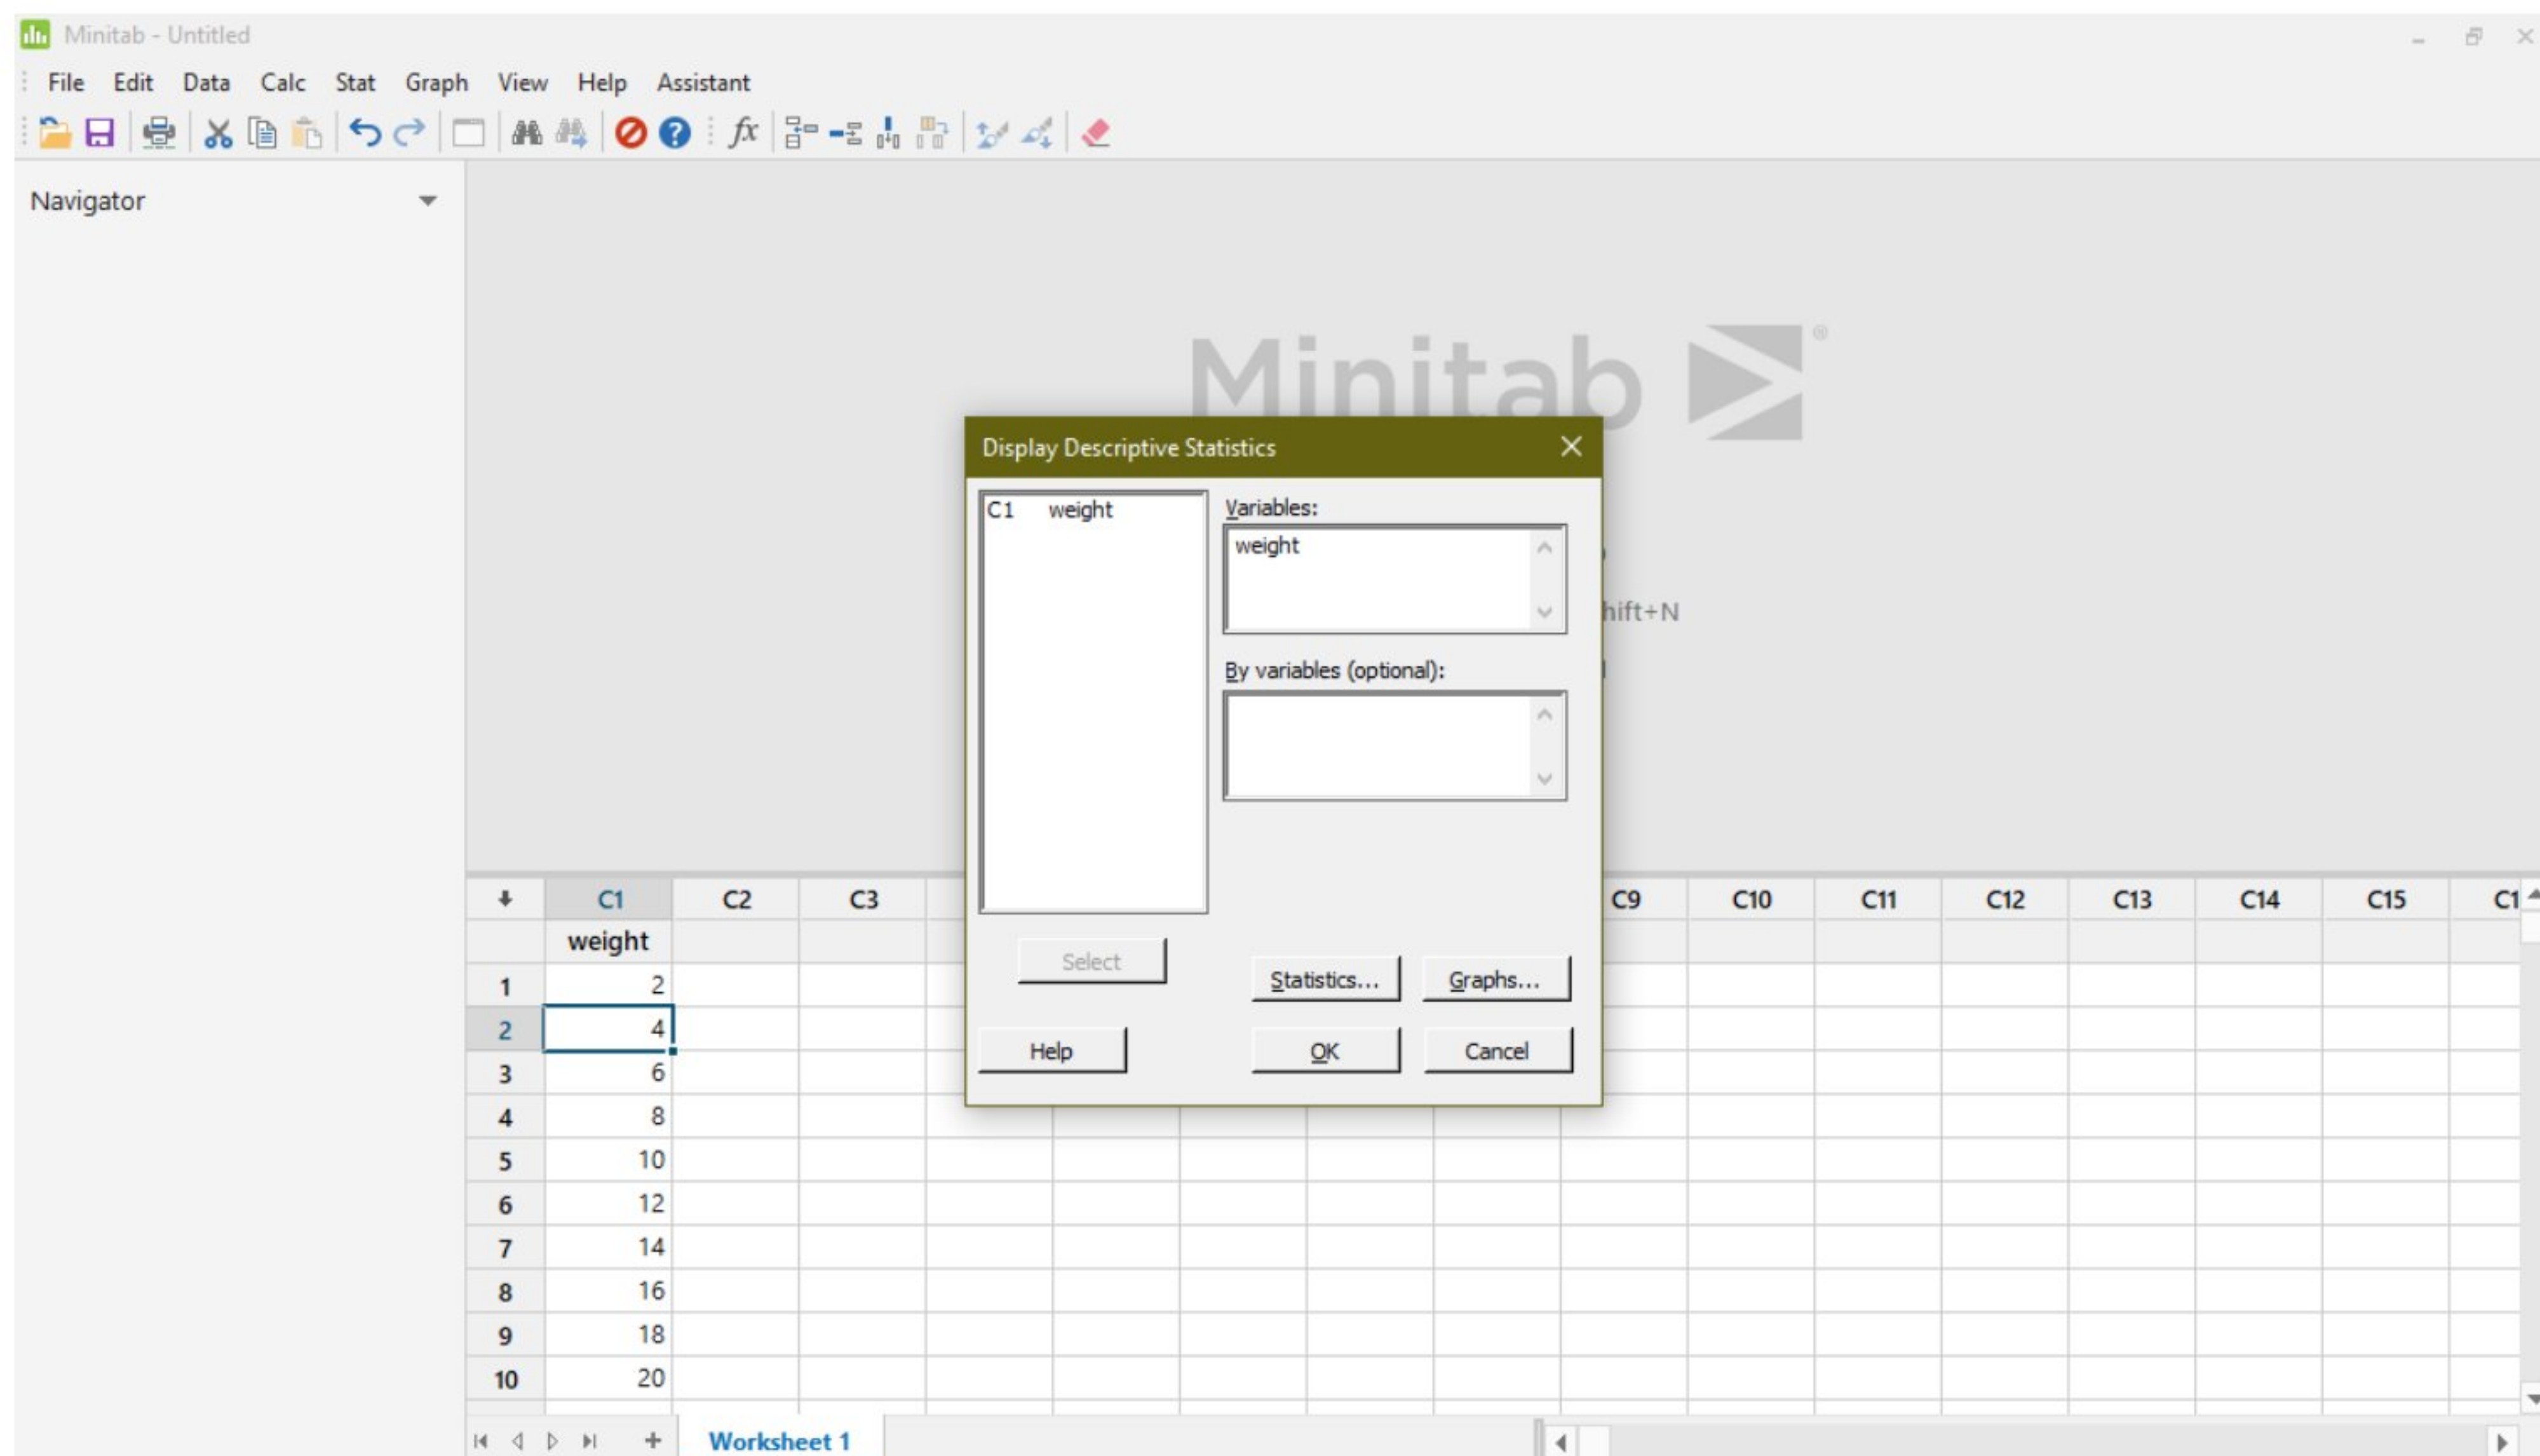 Minitab - Untitled
File Edit Data Calc Stat Graph View Help Assistant
fx
Navigator
Minitab ®
Display Descriptive Statistics
C1 weight
Variables:
weight
hift+N
By variables (optional):
Select
Statistics... Graphs...
Help OK Cancel
C1 C2 C3 C9 C10 C11 C12 C13 C14 C15 C1
weight
1 2
2 4
3 6
4 8
5 10
6 12
7 14
8 16
9 18
10 20
+ Worksheet 1